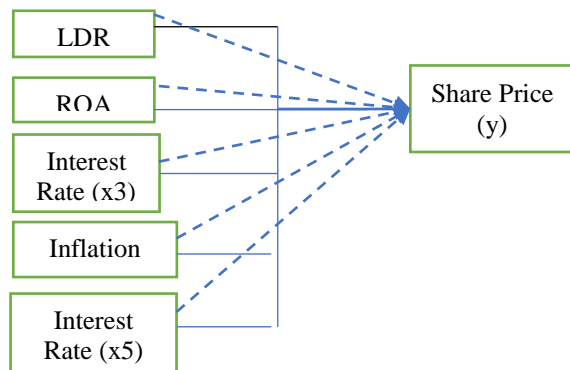 LDR
ROA
Interest
Rate (x3)
Inflation
Interest
Rate (x5)
Share Price
(y)